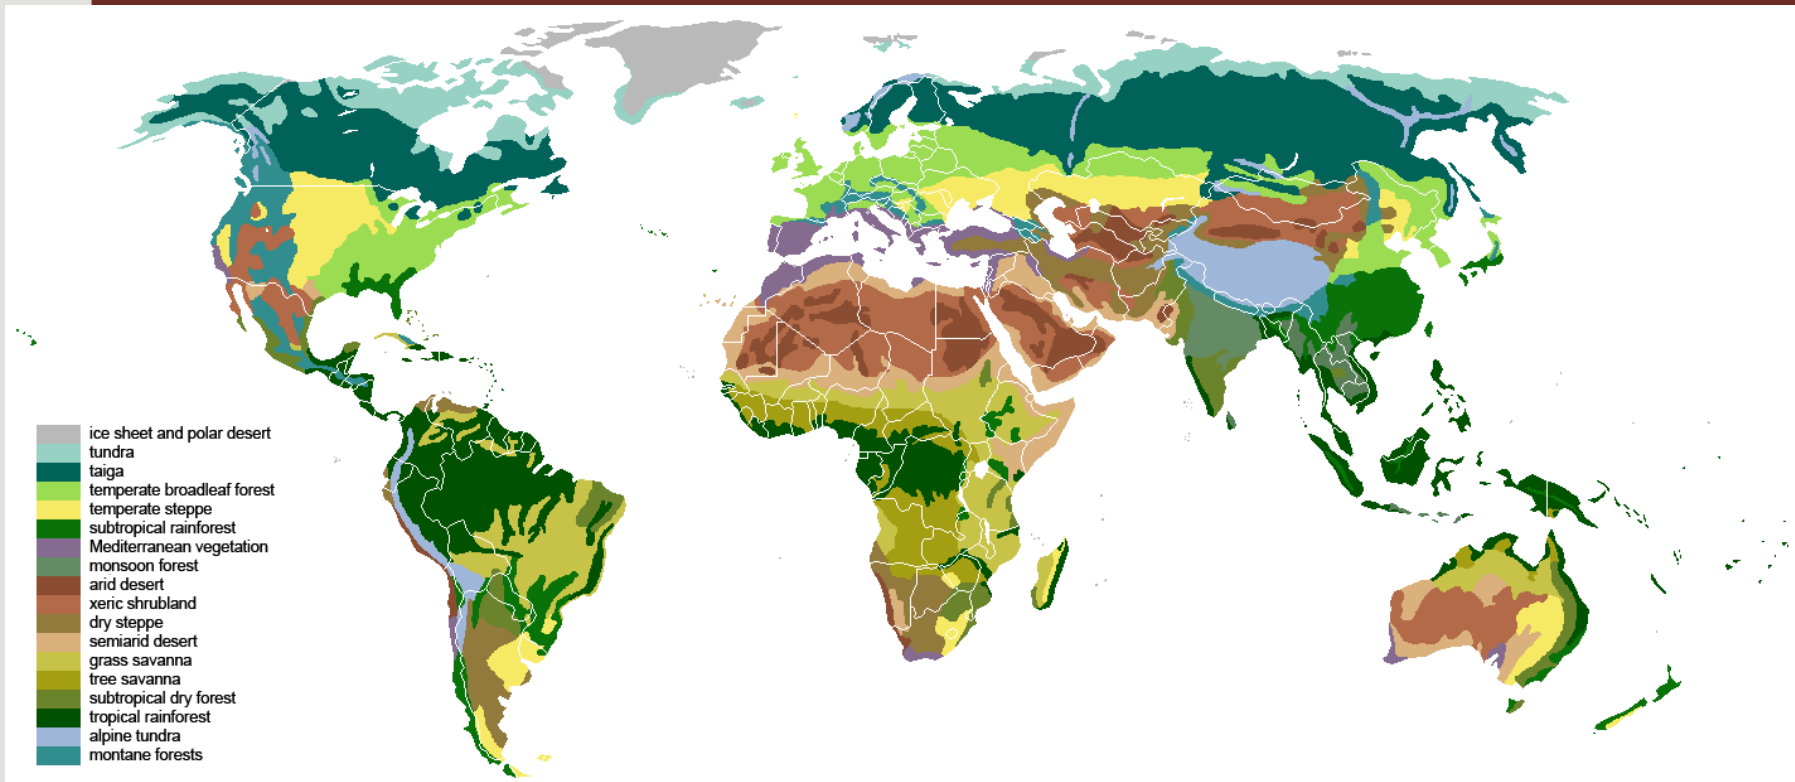 ice sheet and polar desert
tundra
taiga
temperate broadleaf forest
temperate steppe
subtropical rainforest
Mediterranean vegetation
monsoon forest
arid desert
xeric shrubland
dry steppe
semiarid desert
grass savanna
tree savanna
subtropical dry forest
tropical rainforest
alpine tundra
montane forests